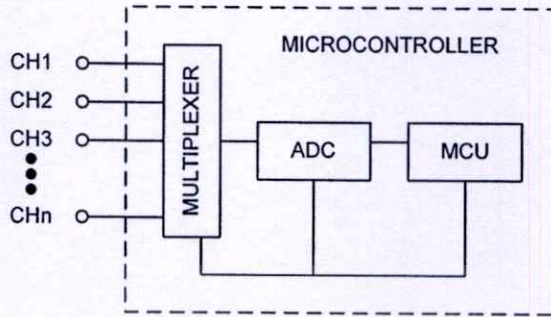 MICROCONTROLLER
CH1
CH2
CH3
CHn
MULTIPLEXER
ADC
MCU